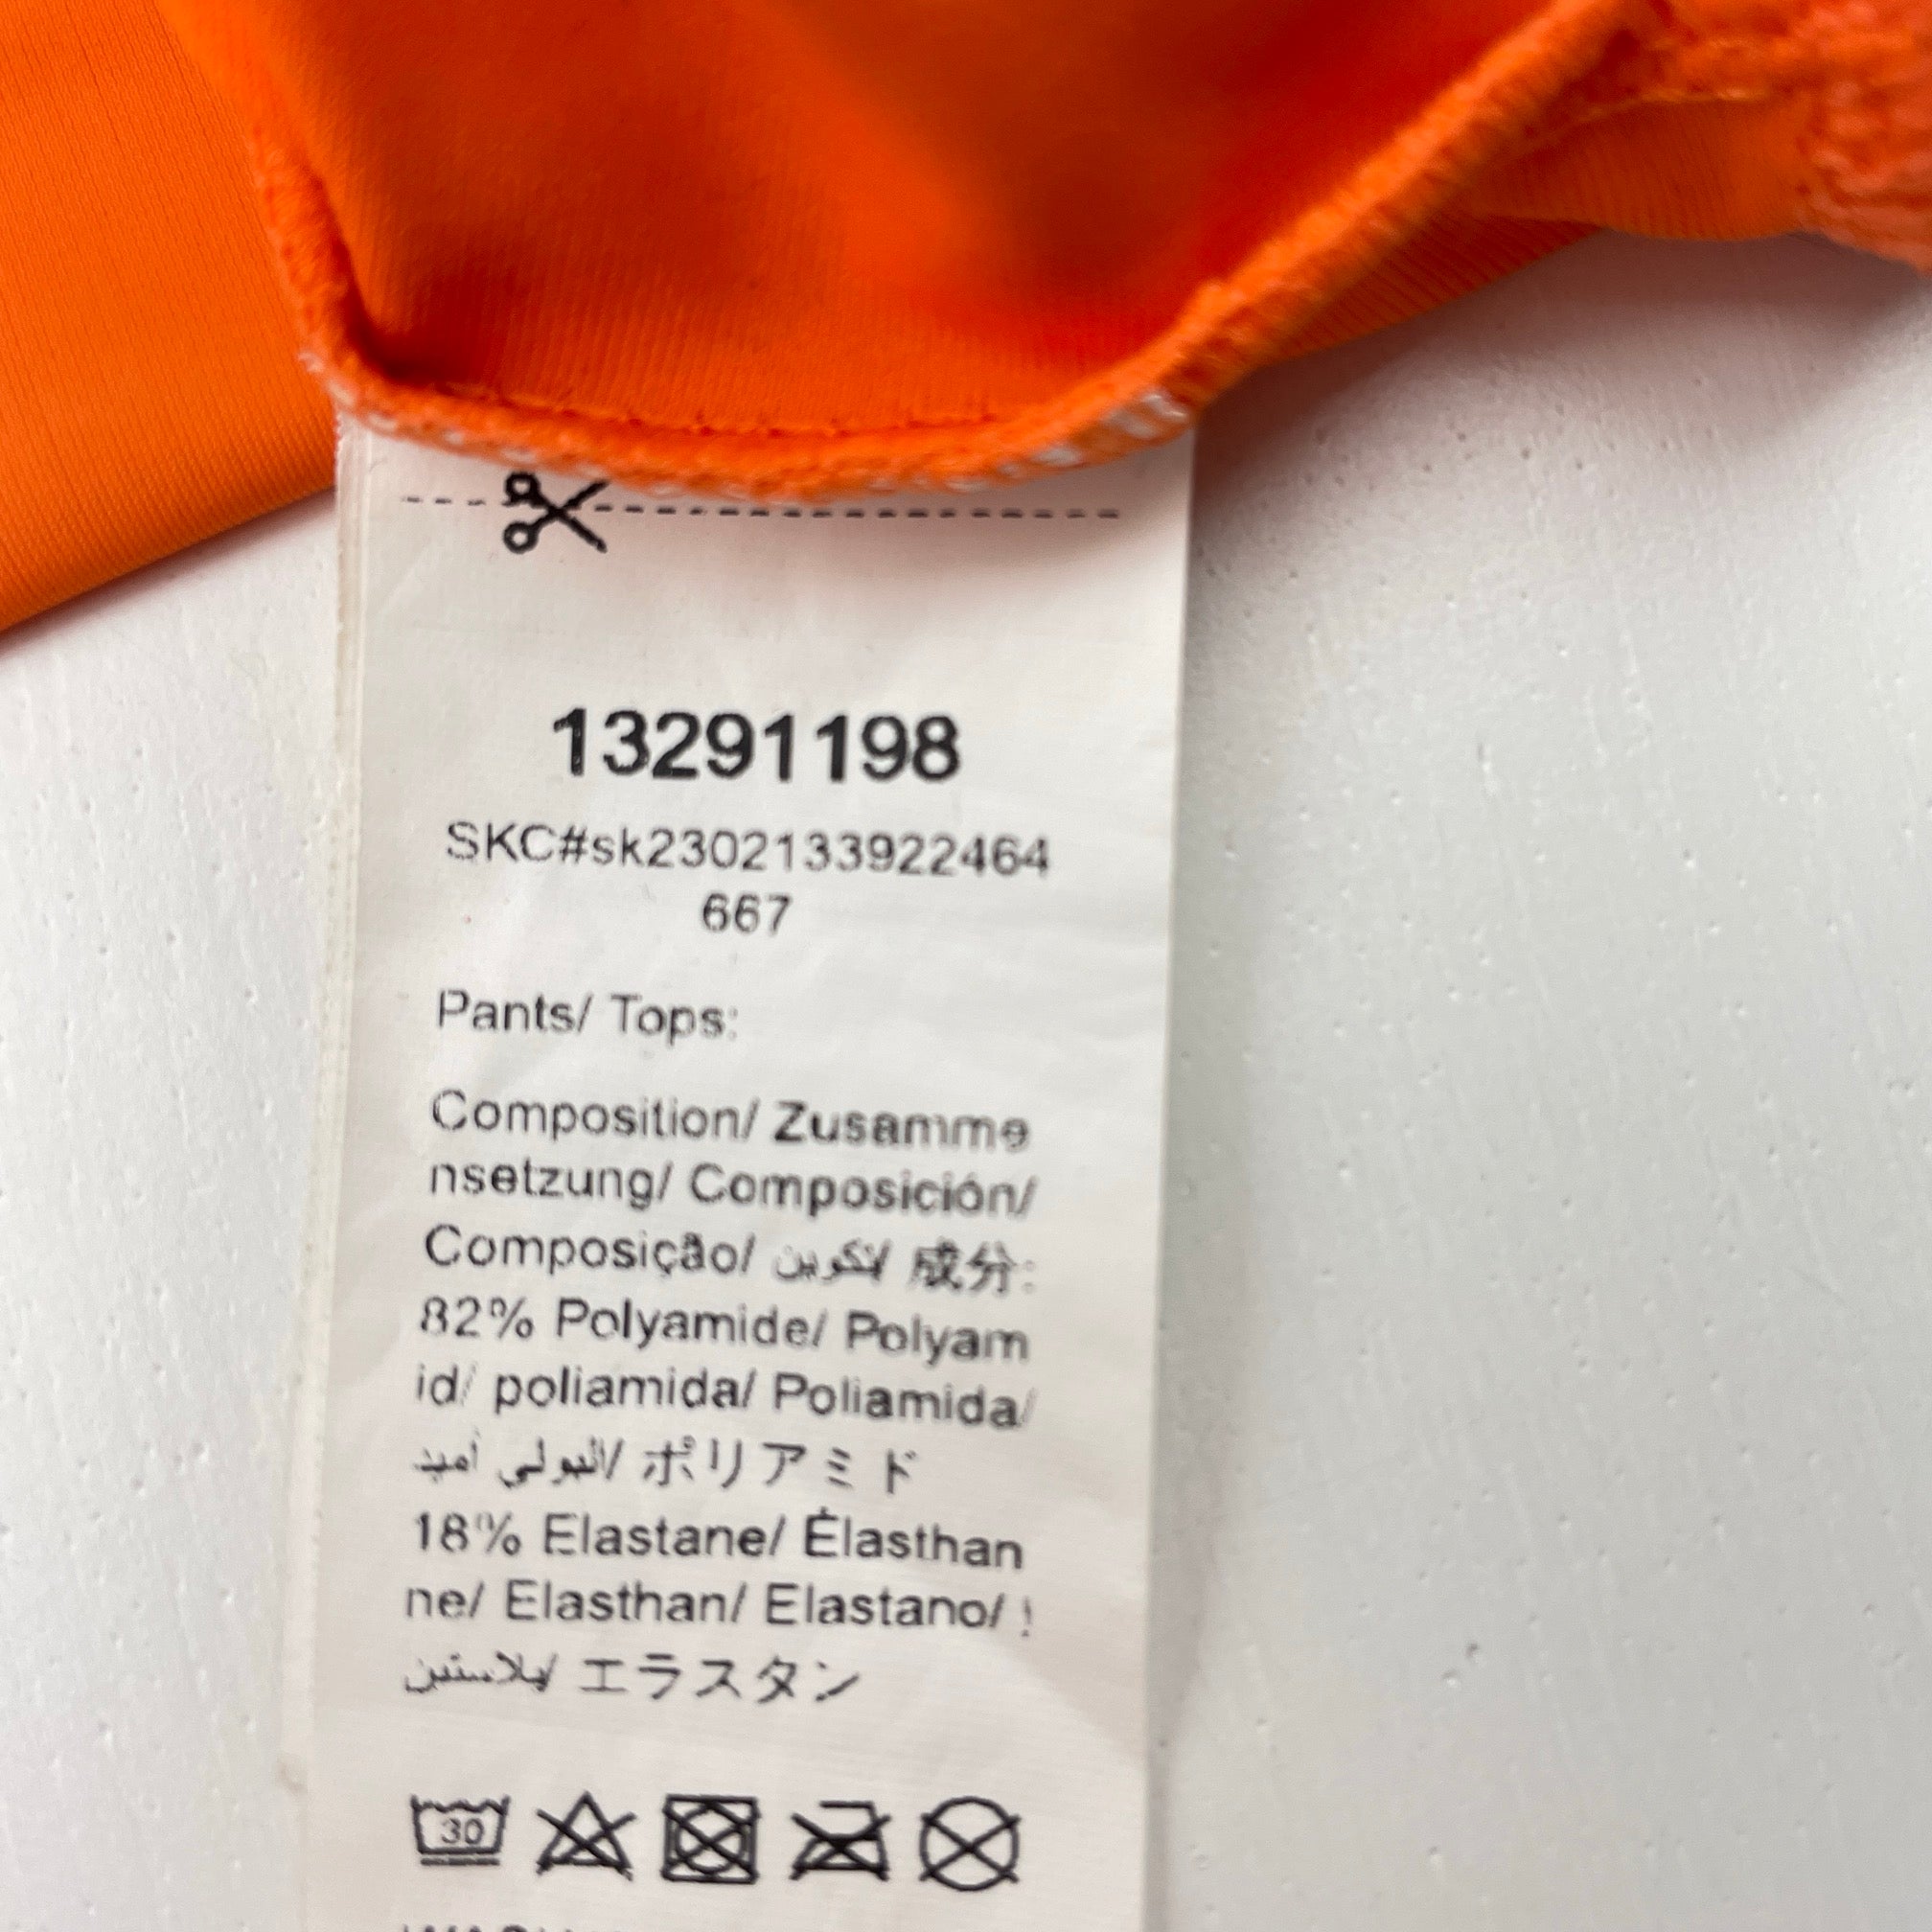 13291198
SKC#sk2302133922464
667
Pants/ Tops:
Composition/ Zusamme
nsetzung/ Composición/
Composição/ تكوين/ 成分:
82% Polyamide/ Polyam
id/ poliamida/ Poliamida/
البولي أميد/ ポリアミド
18% Elastane/ Élasthan
ne/ Elasthan/ Elastano/ !
يلاستين/ エラスタン
30